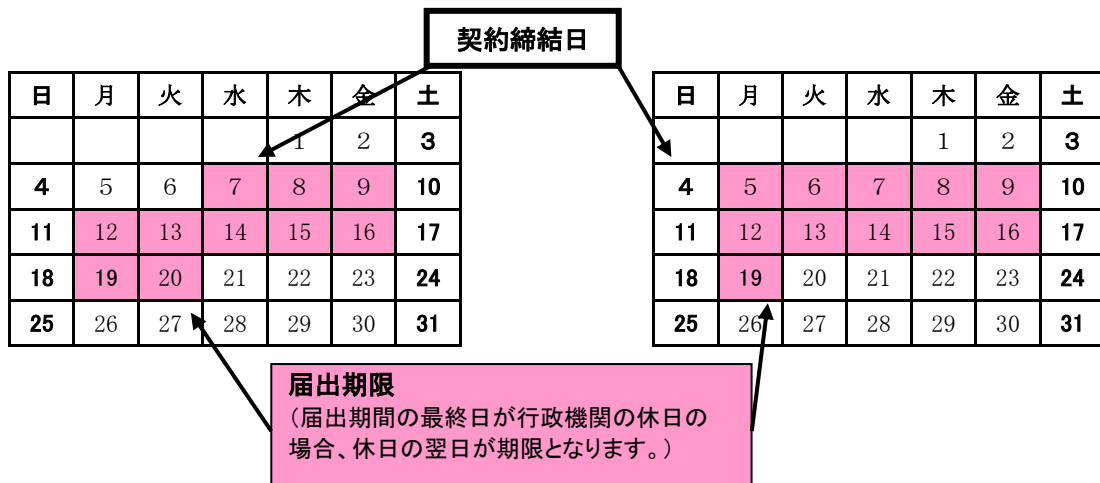 契約締結日
日 月 火 水 木 金 土
1 2 3
4 5 6 7 8 9 10
11 12 13 14 15 16 17
18 19 20 21 22 23 24
25 26 27 28 29 30 31
日 月 火 水 木 金 土
1 2 3
4 5 6 7 8 9 10
11 12 13 14 15 16 17
18 19 20 21 22 23 24
25 26 27 28 29 30 31
届出期限
（届出期間の最終日が行政機関の休日の
場合、休日の翌日が期限となります。）